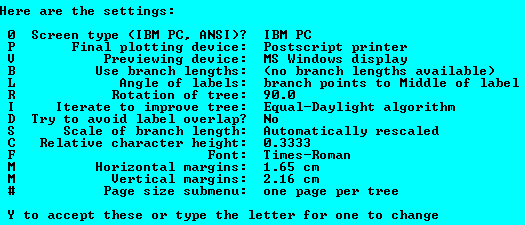 Here are the settings:
0 Screen type (IBM PC, ANSI)? IBM PC
P Final plotting device: Postscript printer
V Previewing device: MS Windows display
B Use branch lengths: (no branch lengths available)
L Angle of labels: branch points to Middle of label
R Rotation of tree: 90.0
I Iterate to improve tree: Equal-Daylight algorithm
D Try to avoid label overlap? No
S Scale of branch length: Automatically rescaled
C Relative character height: 0.3333
F Font: Times-Roman
M Horizontal margins: 1.65 cm
M Vertical margins: 2.16 cm
# Page size submenu: one page per tree
Y to accept these or type the letter for one to change